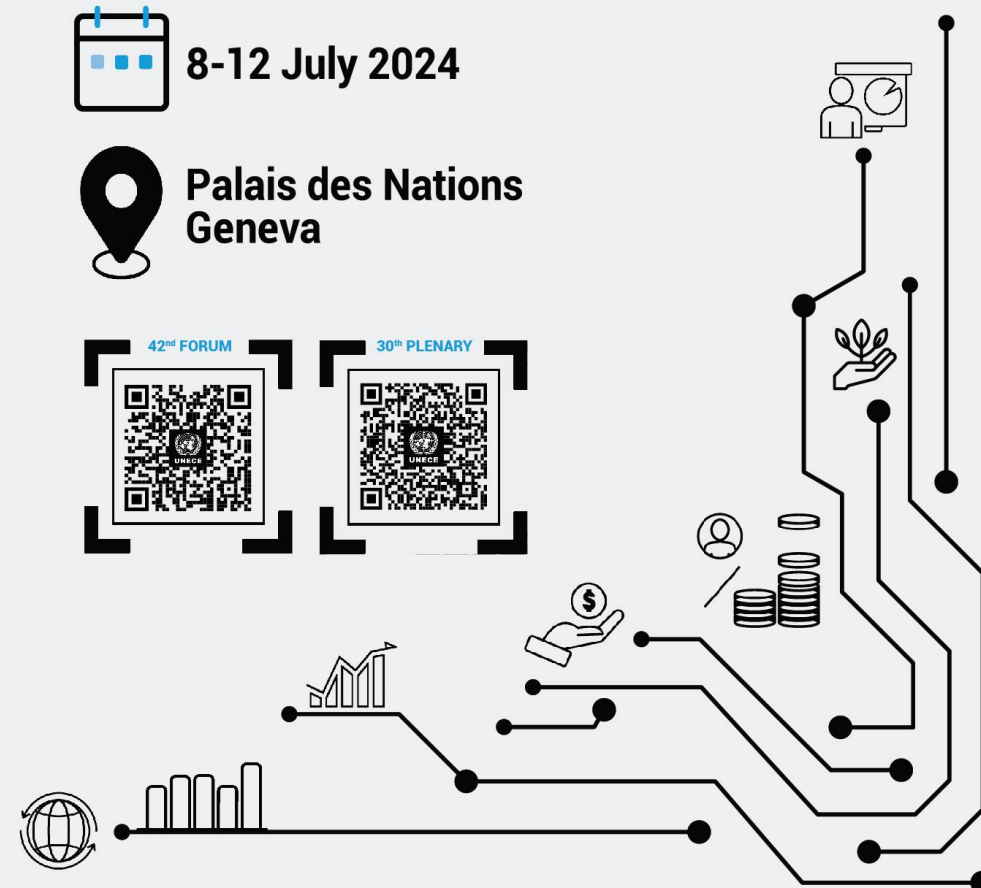 8-12 July 2024
Palais des Nations
Geneva
42nd FORUM
30th PLENARY
UNECE
UNECE
$